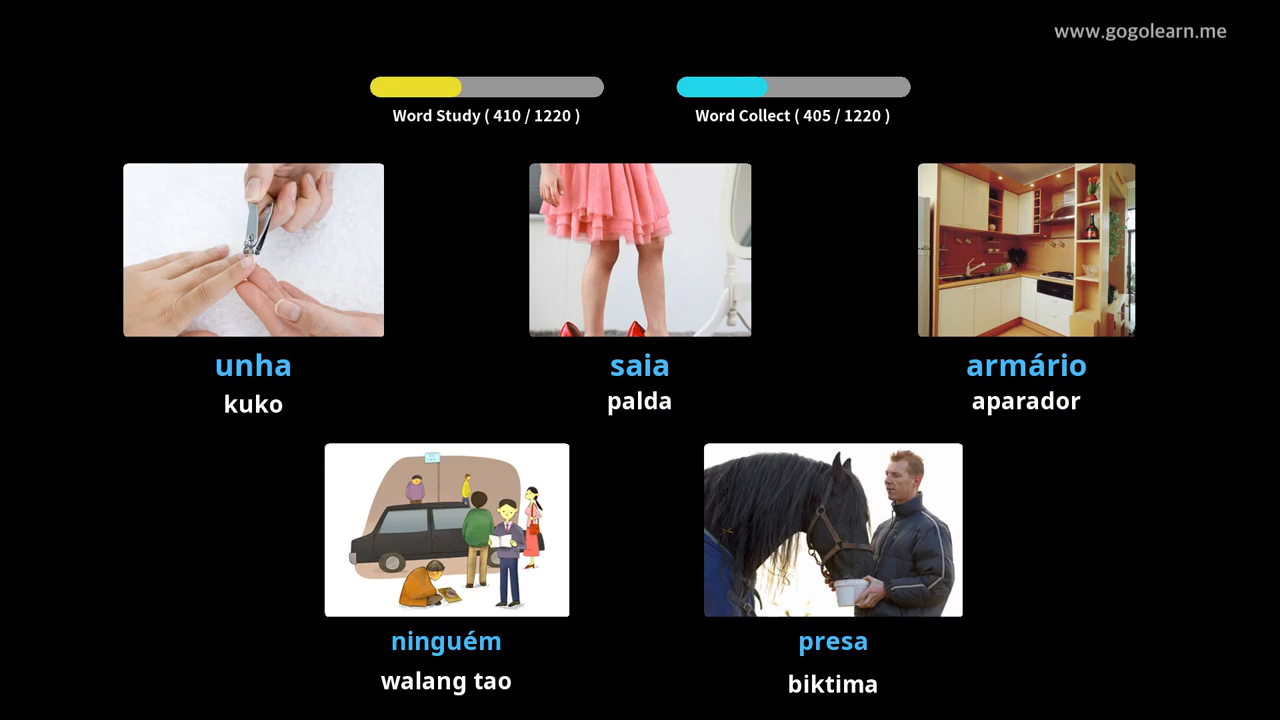 www.gogolearn.me
Word Study ( 410 / 1220 )
Word Collect ( 405 / 1220 )
unha
kuko
saia
palda
armário
aparador
ninguém
walang tao
presa
biktima